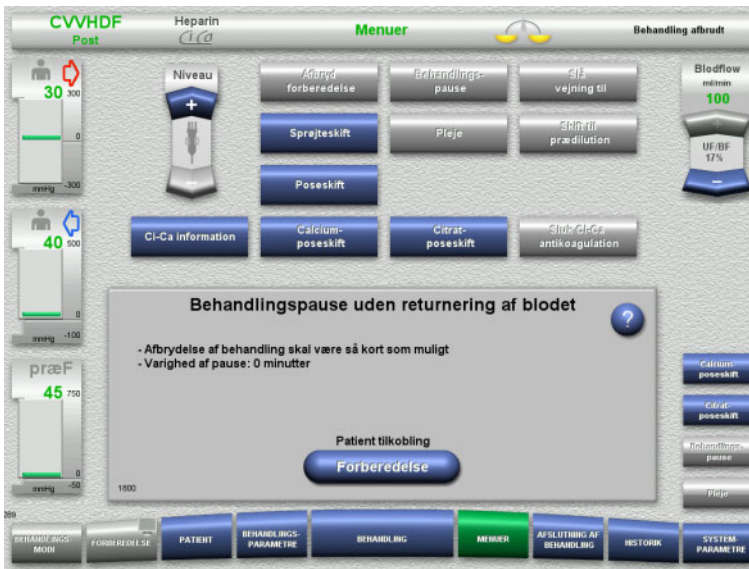 CVVHDF
Post
Heparin
Ci Ca
Menuer
Behandling afbrudt
30
300
0
-300
mmHg
40
500
0
-100
mmHg
præF
45
750
0
-50
mmHg
Niveau
+
−
Afbryd
forberedelse
Behandlings-
pause
Slå
vejning til
Sprøjteskift
Pleje
Skift til
prædilution
Poseskift
Ci-Ca information
Calcium-
poseskift
Citrat-
poseskift
Sluk Ci-Ca
antikoagulation
Blodflow
ml/min
100
+
UF/BF
17%
−
Behandlingspause uden returnering af blodet
?
- Afbrydelse af behandling skal være så kort som muligt
- Varighed af pause: 0 minutter
Patient tilkobling
Forberedelse
1800
Calcium-
poseskift
Citrat-
poseskift
Behandlings-
pause
Pleje
BEHANDLINGS-
MODI
FORBEREDELSE
PATIENT
BEHANDLINGS-
PARAMETRE
BEHANDLING
MENUER
AFSLUTNING AF
BEHANDLING
HISTORIK
SYSTEM-
PARAMETRE